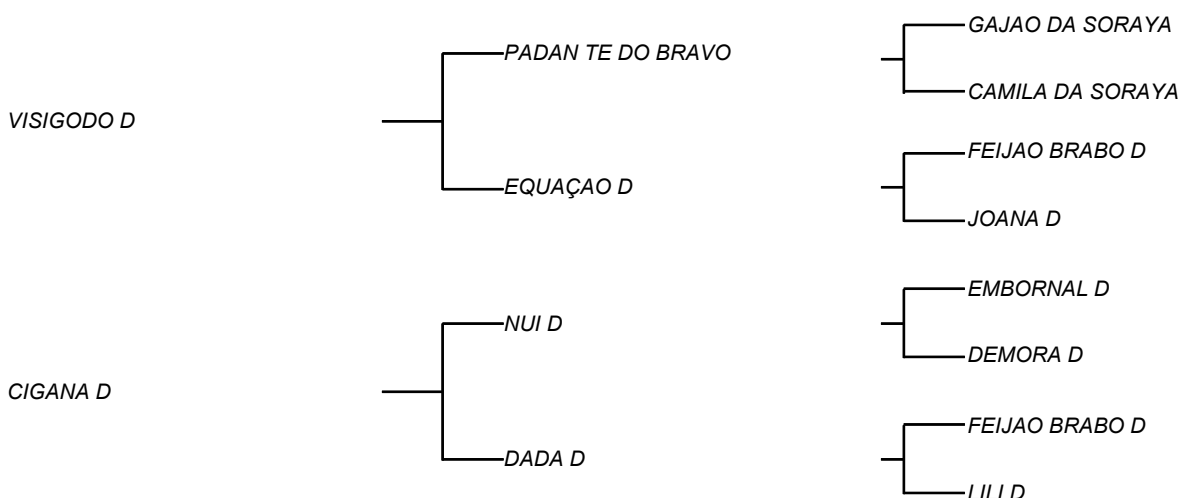 GAJAO DA SORAYA
PADAN TE DO BRAVO
CAMILA DA SORAYA
VISIGODO D
FEIJAO BRABO D
EQUAÇAO D
JOANA D
EMBORNAL D
NUI D
DEMORA D
CIGANA D
FEIJAO BRABO D
DADA D
LILI D